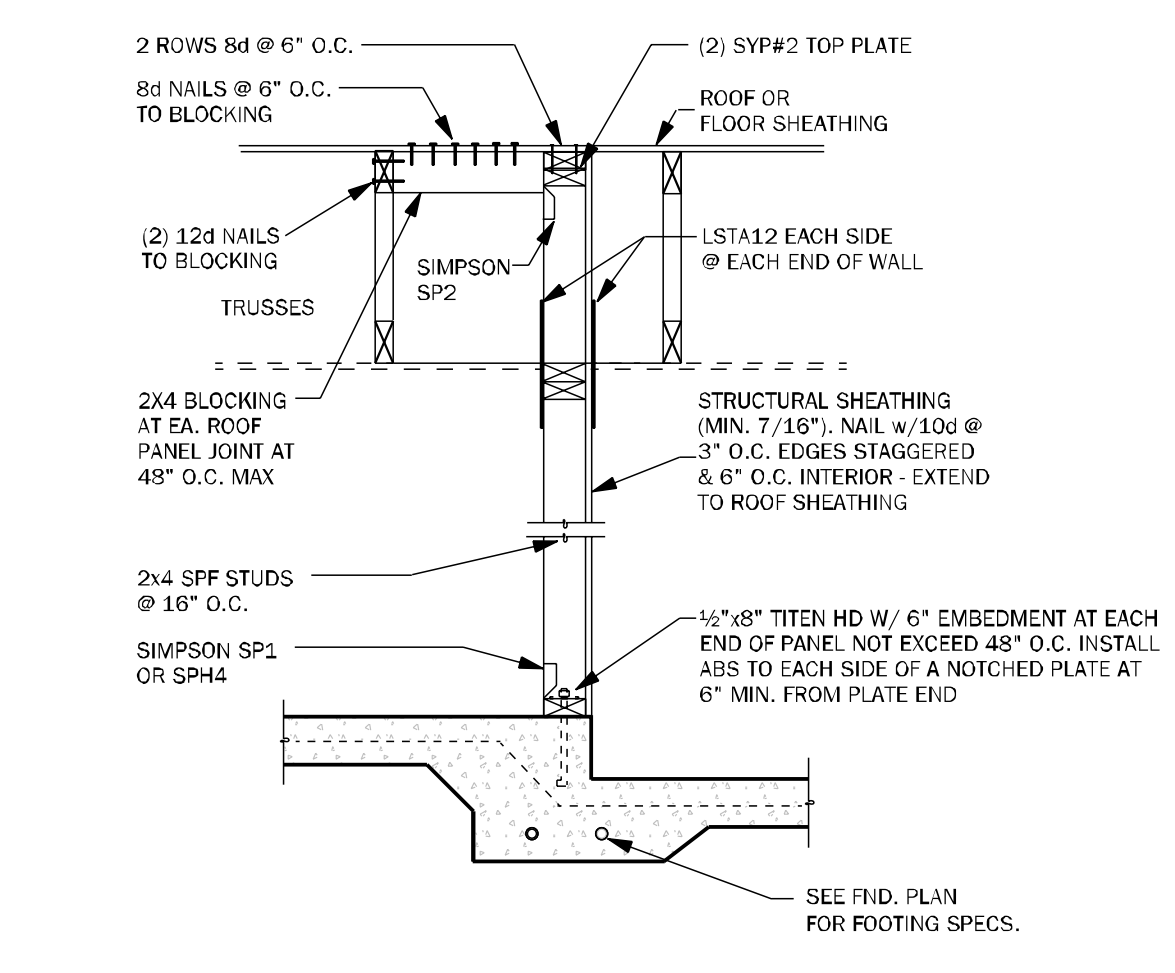 2 ROWS 8d @ 6" O.C.
(2) SYP#2 TOP PLATE
8d NAILS @ 6" O.C.
TO BLOCKING
ROOF OR
FLOOR SHEATHING
(2) 12d NAILS
TO BLOCKING
SIMPSON
SP2
LSTA12 EACH SIDE
@ EACH END OF WALL
TRUSSES
2X4 BLOCKING
AT EA. ROOF
PANEL JOINT AT
48" O.C. MAX
STRUCTURAL SHEATHING
(MIN. 7/16"). NAIL w/10d @
3" O.C. EDGES STAGGERED
& 6" O.C. INTERIOR - EXTEND
TO ROOF SHEATHING
2x4 SPF STUDS
@ 16" O.C.
SIMPSON SP1
OR SPH4
½"x8" TITEN HD W/ 6" EMBEDMENT AT EACH
END OF PANEL NOT EXCEED 48" O.C. INSTALL
ABS TO EACH SIDE OF A NOTCHED PLATE AT
6" MIN. FROM PLATE END
SEE FND. PLAN
FOR FOOTING SPECS.